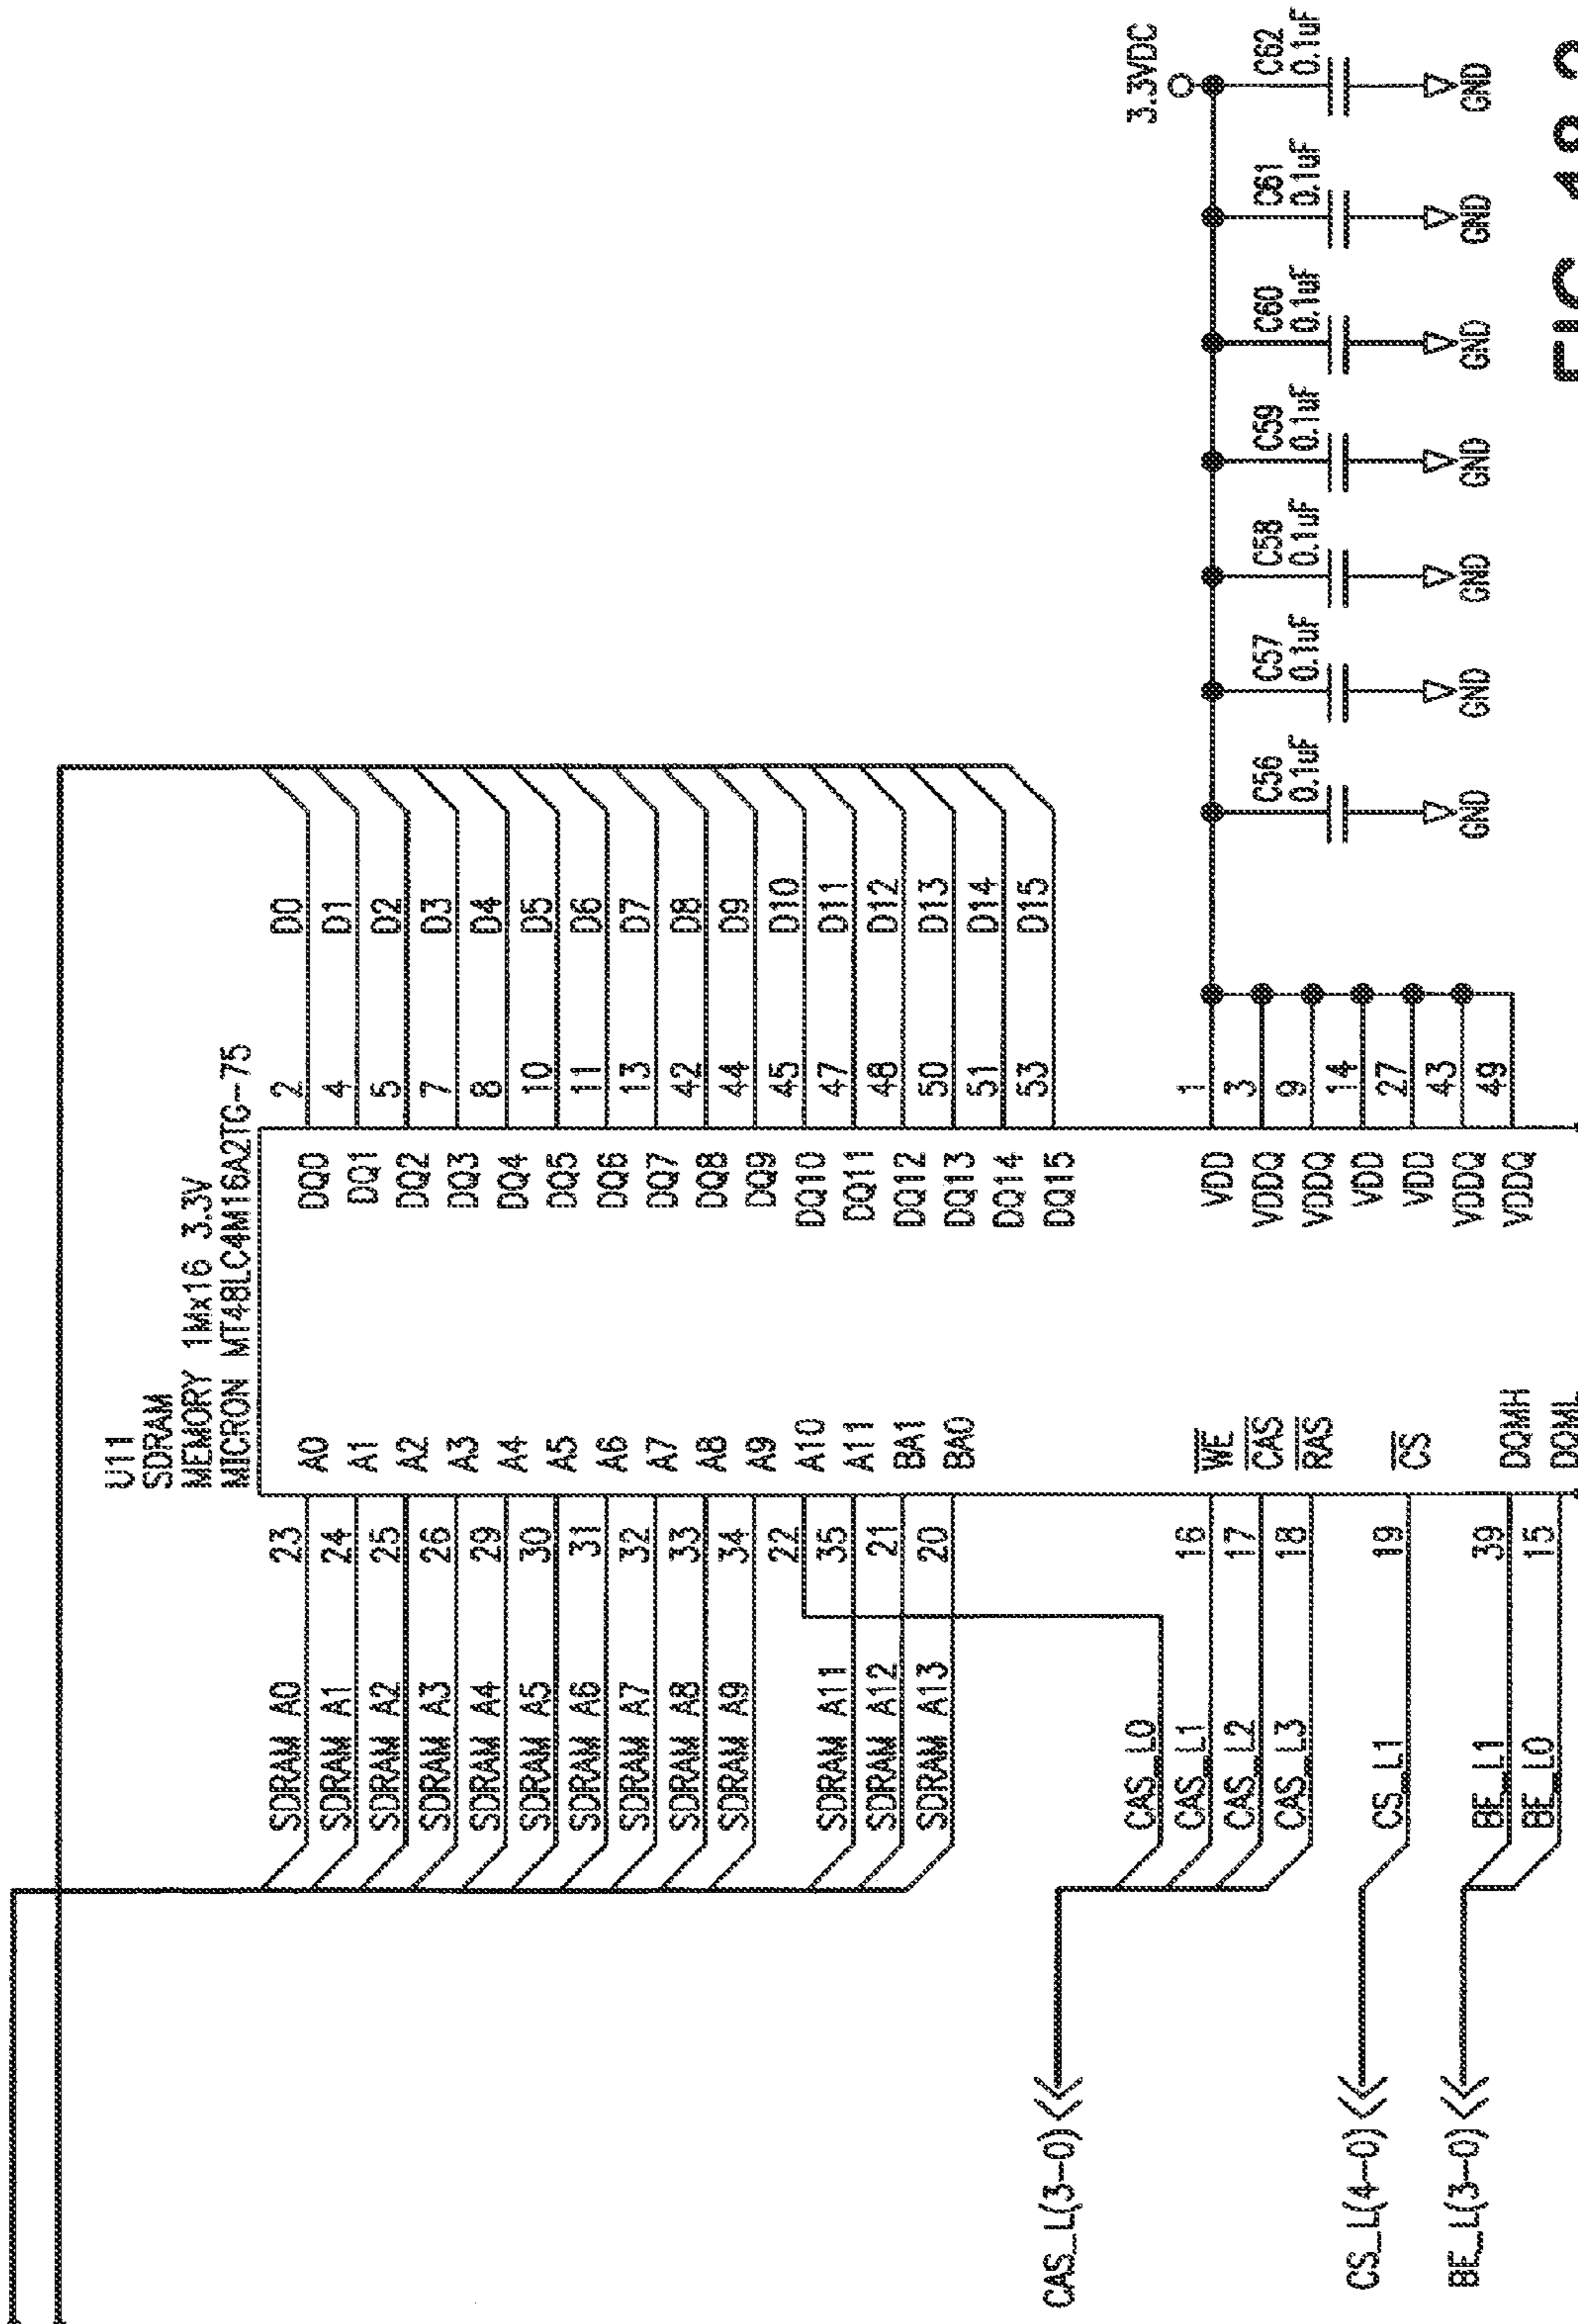 U11
SDRAM
MEMORY 1Mx16 3.3V
MICRON MT48LC4M16A2TG-75
SDRAM A0 23 A0 DQ0 2 D0
SDRAM A1 24 A1 DQ1 4 D1
SDRAM A2 25 A2 DQ2 5 D2
SDRAM A3 26 A3 DQ3 7 D3
SDRAM A4 29 A4 DQ4 8 D4
SDRAM A5 30 A5 DQ5 10 D5
SDRAM A6 31 A6 DQ6 11 D6
SDRAM A7 32 A7 DQ7 13 D7
SDRAM A8 33 A8 DQ8 42 D8
SDRAM A9 34 A9 DQ9 44 D9
22 A10 DQ10 45 D10
SDRAM A11 35 A11 DQ11 47 D11
SDRAM A12 21 BA1 DQ12 48 D12
SDRAM A13 20 BA0 DQ13 50 D13
DQ14 51 D14
DQ15 53 D15
3.3VDC
CAS_L(3-0)
CAS_L0
CAS_L1 16 WE VDD 1
CAS_L2 17 CAS VDDQ 3
CAS_L3 18 RAS VDDQ 9
VDD 14
CS_L(4-0) CS_L1 19 CS VDD 27
VDDQ 43
BE_L(3-0) BE_L1 39 DQMH VDDQ 49
BE_L0 15 DQML
C56 C57 C58 C59 C60 C61 C62
0.1uF 0.1uF 0.1uF 0.1uF 0.1uF 0.1uF 0.1uF
GND GND GND GND GND GND GND